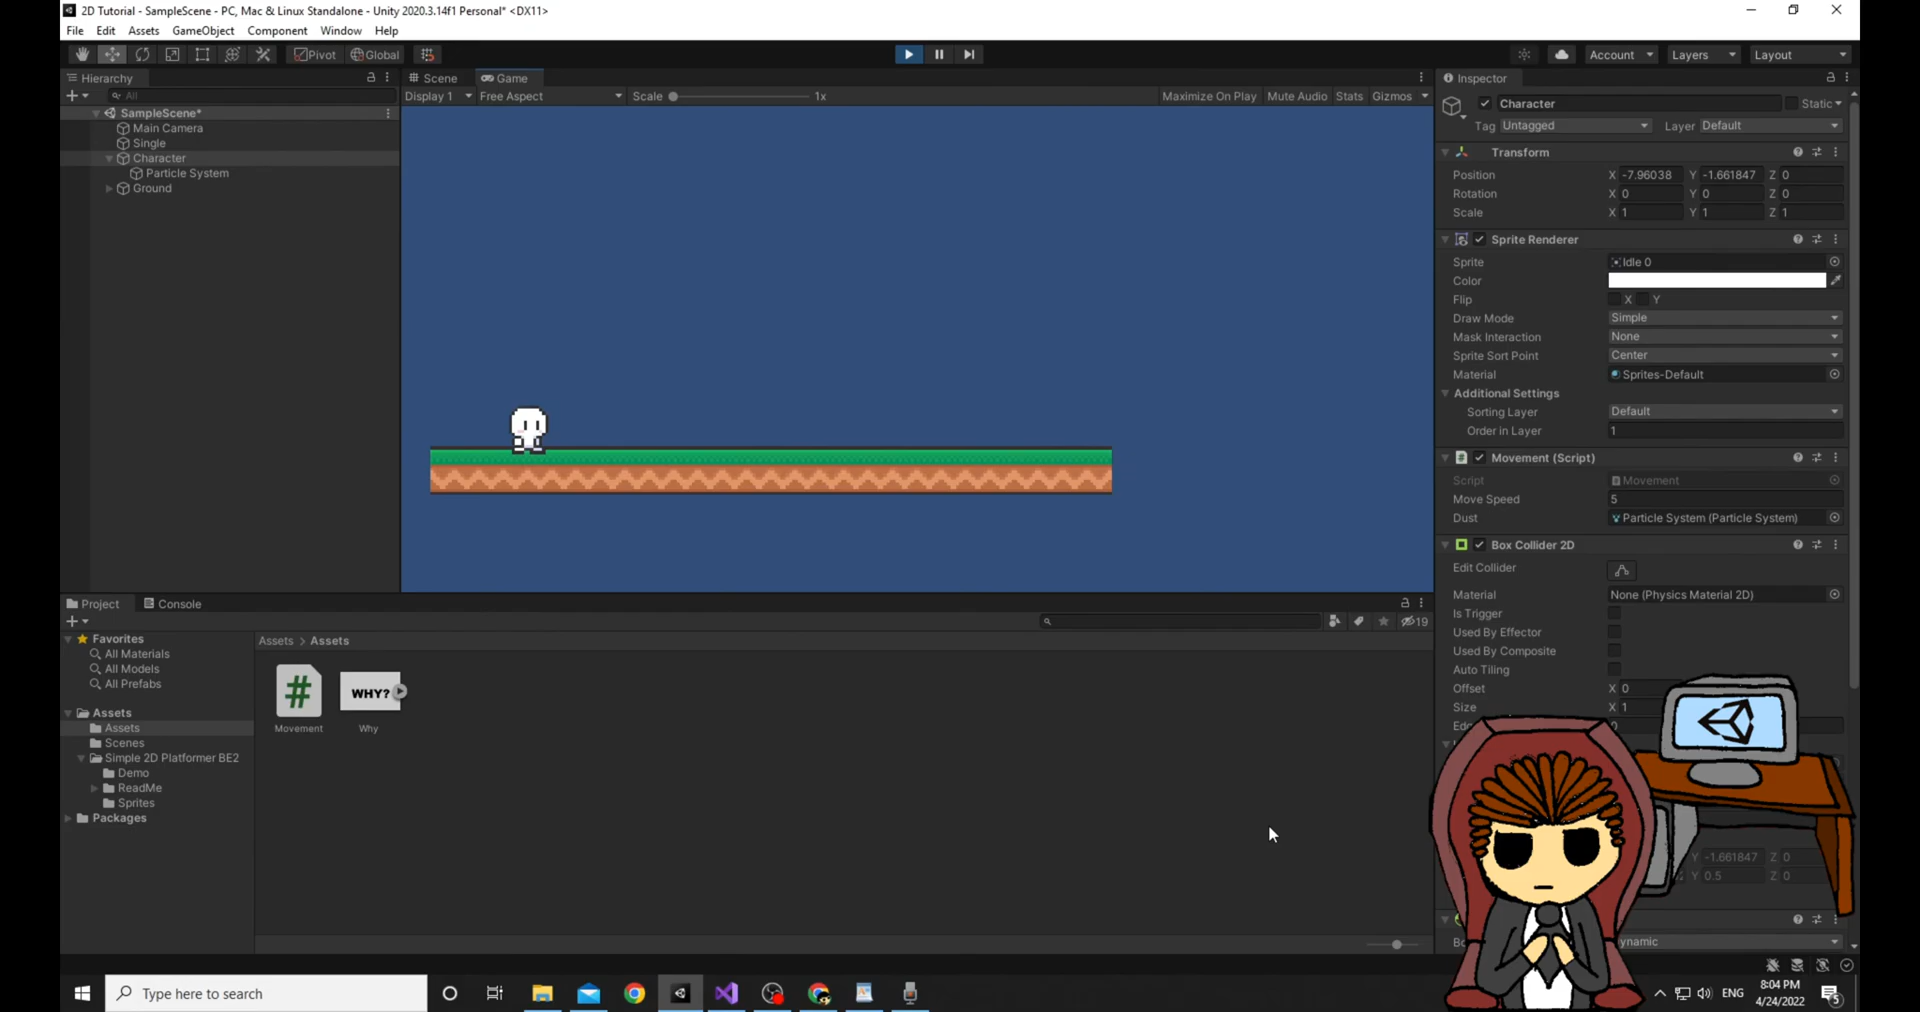 2D Tutorial - SampleScene - PC, Mac & Linux Standalone - Unity 2020.3.14f1 Personal* <DX11>
File Edit Assets GameObject Component Window Help
Pivot Global Account Layers Layout
Hierarchy
All
SampleScene*
Main Camera
Single
Character
Particle System
Ground
Scene Game
Display 1 Free Aspect Scale 1x Maximize On Play Mute Audio Stats Gizmos
Inspector
Character Static
Tag Untagged Layer Default
Transform
Position X -7.96038 Y -1.661847 Z 0
Rotation X 0 Y 0 Z 0
Scale X 1 Y 1 Z 1
Sprite Renderer
Sprite Idle 0
Color
Flip X Y
Draw Mode Simple
Mask Interaction None
Sprite Sort Point Center
Material Sprites-Default
Additional Settings
Sorting Layer Default
Order in Layer 1
# Movement (Script)
Script Movement
Move Speed 5
Dust Particle System (Particle System)
Box Collider 2D
Edit Collider
Material None (Physics Material 2D)
Is Trigger
Used By Effector
Used By Composite
Auto Tiling
Offset X 0
Size X 1
Y -1.661847 Z 0
Y 0.5 Z 0
ynamic
Project Console
19
Favorites
All Materials
All Models
All Prefabs
Assets
Assets
Scenes
Simple 2D Platformer BE2
Demo
ReadMe
Sprites
Packages
Assets > Assets
# WHY?
Movement Why
Type here to search
ENG 8:04 PM
4/24/2022
5